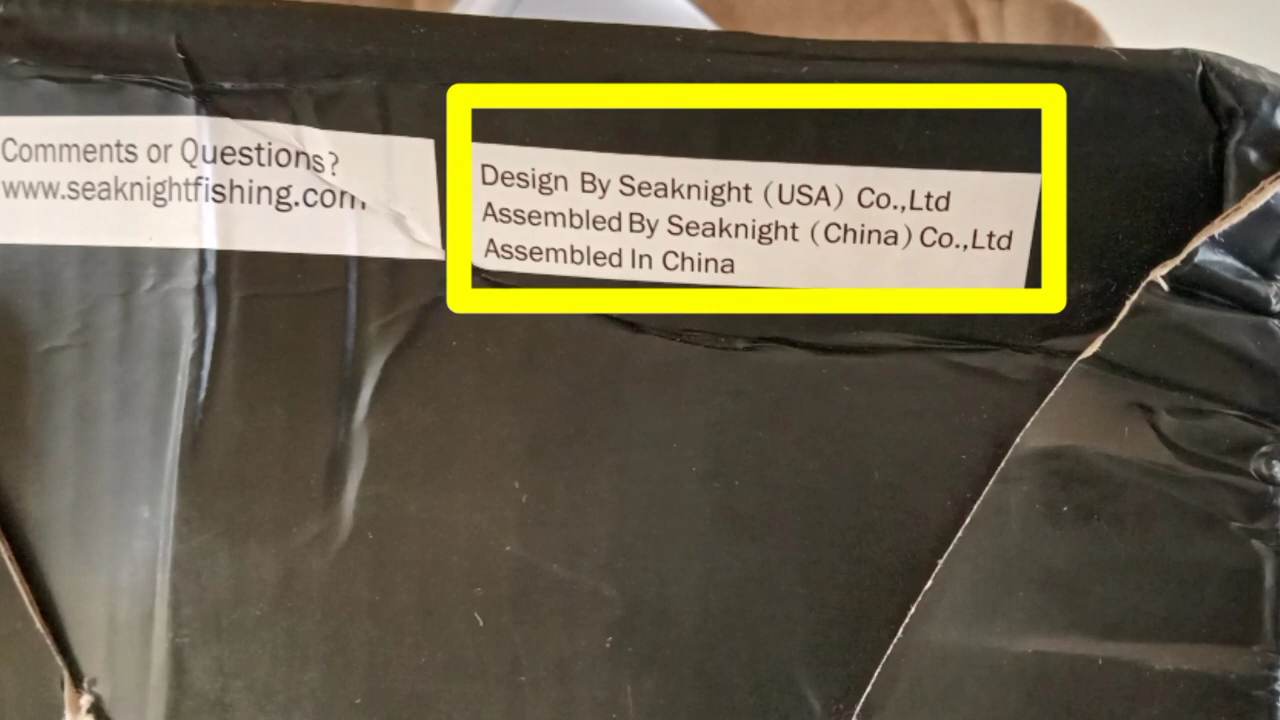 Comments or Questions?
www.seaknightfishing.com
Design By Seaknight (USA) Co.,Ltd
Assembled By Seaknight (China) Co.,Ltd
Assembled In China